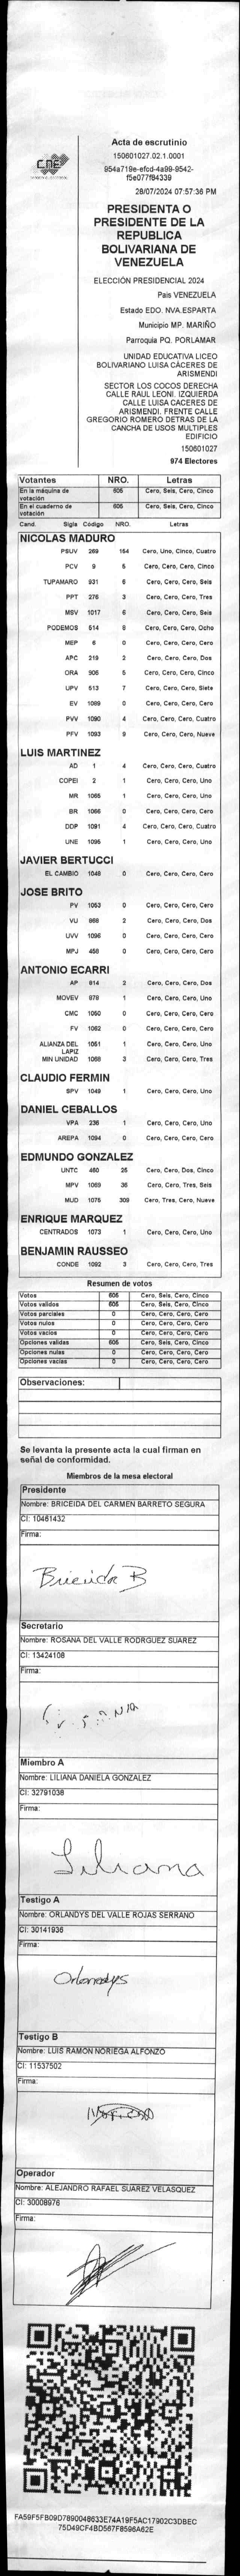 CNE
Acta de escrutinio
150601027.02.1.0001
954a719e-efcd-4a99-9542-
f5e077f84339
28/07/2024 07:57:36 PM
PRESIDENTA O
PRESIDENTE DE LA
REPUBLICA
BOLIVARIANA DE
VENEZUELA
ELECCIÓN PRESIDENCIAL 2024
Pais VENEZUELA
Estado EDO. NVA.ESPARTA
Municipio MP. MARIÑO
Parroquia PQ. PORLAMAR
UNIDAD EDUCATIVA LICEO
BOLIVARIANO LUISA CÁCERES DE
ARISMENDI
SECTOR LOS COCOS DERECHA
CALLE RAUL LEONI. IZQUIERDA
CALLE LUISA CACERES DE
ARISMENDI. FRENTE CALLE
GREGORIO ROMERO DETRAS DE LA
CANCHA DE USOS MULTIPLES
EDIFICIO
150601027
974 Electores
Votantes NRO. Letras
En la máquina de votación 605 Cero, Seis, Cero, Cinco
En el cuaderno de votación 605 Cero, Seis, Cero, Cinco
Cand. Sigla Código NRO. Letras
NICOLAS MADURO
PSUV 269 154 Cero, Uno, Cinco, Cuatro
PCV 9 5 Cero, Cero, Cero, Cinco
TUPAMARO 931 6 Cero, Cero, Cero, Seis
PPT 276 3 Cero, Cero, Cero, Tres
MSV 1017 6 Cero, Cero, Cero, Seis
PODEMOS 514 8 Cero, Cero, Cero, Ocho
MEP 6 0 Cero, Cero, Cero, Cero
APC 219 2 Cero, Cero, Cero, Dos
ORA 906 5 Cero, Cero, Cero, Cinco
UPV 513 7 Cero, Cero, Cero, Siete
EV 1089 0 Cero, Cero, Cero, Cero
PVV 1090 4 Cero, Cero, Cero, Cuatro
PFV 1093 9 Cero, Cero, Cero, Nueve
LUIS MARTINEZ
AD 1 4 Cero, Cero, Cero, Cuatro
COPEI 2 1 Cero, Cero, Cero, Uno
MR 1065 1 Cero, Cero, Cero, Uno
BR 1066 0 Cero, Cero, Cero, Cero
DDP 1091 4 Cero, Cero, Cero, Cuatro
UNE 1095 1 Cero, Cero, Cero, Uno
JAVIER BERTUCCI
EL CAMBIO 1048 0 Cero, Cero, Cero, Cero
JOSE BRITO
PV 1053 0 Cero, Cero, Cero, Cero
VU 868 2 Cero, Cero, Cero, Dos
UVV 1096 0 Cero, Cero, Cero, Cero
MPJ 458 0 Cero, Cero, Cero, Cero
ANTONIO ECARRI
AP 914 2 Cero, Cero, Cero, Dos
MOVEV 978 1 Cero, Cero, Cero, Uno
CMC 1050 0 Cero, Cero, Cero, Cero
FV 1062 0 Cero, Cero, Cero, Cero
ALIANZA DEL LAPIZ 1051 1 Cero, Cero, Cero, Uno
MIN UNIDAD 1068 3 Cero, Cero, Cero, Tres
CLAUDIO FERMIN
SPV 1049 1 Cero, Cero, Cero, Uno
DANIEL CEBALLOS
VPA 236 1 Cero, Cero, Cero, Uno
AREPA 1094 0 Cero, Cero, Cero, Cero
EDMUNDO GONZALEZ
UNTC 460 25 Cero, Cero, Dos, Cinco
MPV 1069 36 Cero, Cero, Tres, Seis
MUD 1075 309 Cero, Tres, Cero, Nueve
ENRIQUE MARQUEZ
CENTRADOS 1073 1 Cero, Cero, Cero, Uno
BENJAMIN RAUSSEO
CONDE 1092 3 Cero, Cero, Cero, Tres
Resumen de votos
Votos 605 Cero, Seis, Cero, Cinco
Votos validos 605 Cero, Seis, Cero, Cinco
Votos parciales 0 Cero, Cero, Cero, Cero
Votos nulos 0 Cero, Cero, Cero, Cero
Votos vacios 0 Cero, Cero, Cero, Cero
Opciones validas 605 Cero, Seis, Cero, Cinco
Opciones nulas 0 Cero, Cero, Cero, Cero
Opciones vacias 0 Cero, Cero, Cero, Cero
Observaciones:
Se levanta la presente acta la cual firman en
señal de conformidad.
Miembros de la mesa electoral
Presidente
Nombre: BRICEIDA DEL CARMEN BARRETO SEGURA
CI: 10461432
Firma:
Briceida B
Secretario
Nombre: ROSANA DEL VALLE RODRGUEZ SUAREZ
CI: 13424108
Firma:
Miembro A
Nombre: LILIANA DANIELA GONZALEZ
CI: 32791038
Firma:
Liliana
Testigo A
Nombre: ORLANDYS DEL VALLE ROJAS SERRANO
CI: 30141936
Firma:
Orlandys
Testigo B
Nombre: LUIS RAMON NORIEGA ALFONZO
CI: 11537502
Firma:
Operador
Nombre: ALEJANDRO RAFAEL SUAREZ VELASQUEZ
CI: 30008976
Firma:
FA59F5FB09D7890048633E74A19F5AC17902C3DBEC
75D49CF4BD587F8596A62E